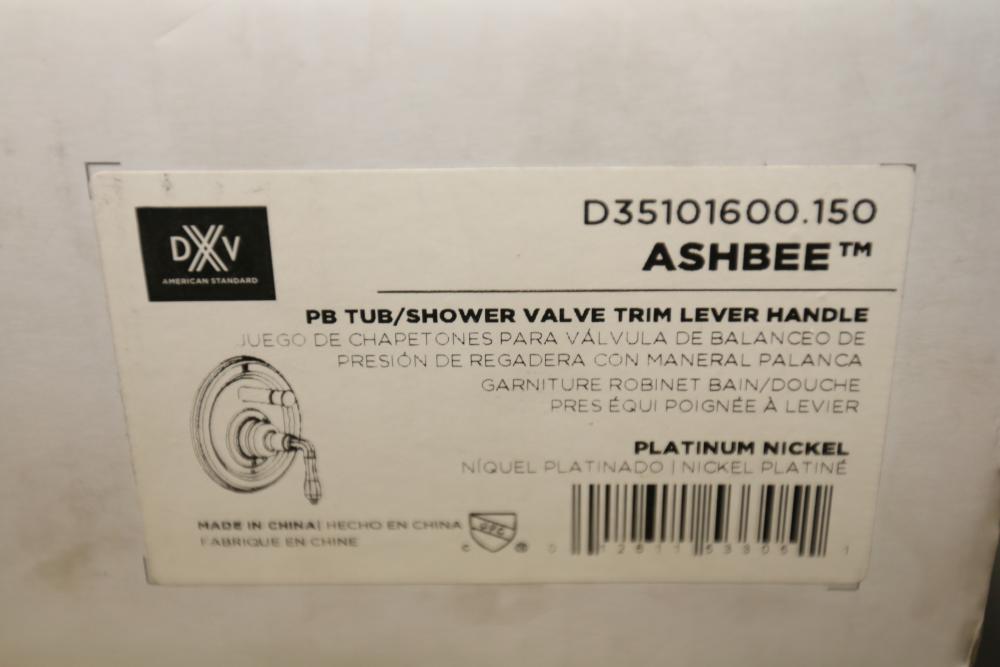 DXV
AMERICAN STANDARD
D35101600.150
ASHBEE™
PB TUB/SHOWER VALVE TRIM LEVER HANDLE
JUEGO DE CHAPETONES PARA VÁLVULA DE BALANCEO DE
PRESIÓN DE REGADERA CON MANERAL PALANCA
GARNITURE ROBINET BAIN/DOUCHE
PRES ÉQUI POIGNÉE À LEVIER
PLATINUM NICKEL
NÍQUEL PLATINADO | NICKEL PLATINÉ
MADE IN CHINA| HECHO EN CHINA
FABRIQUE EN CHINE
C UPC ®